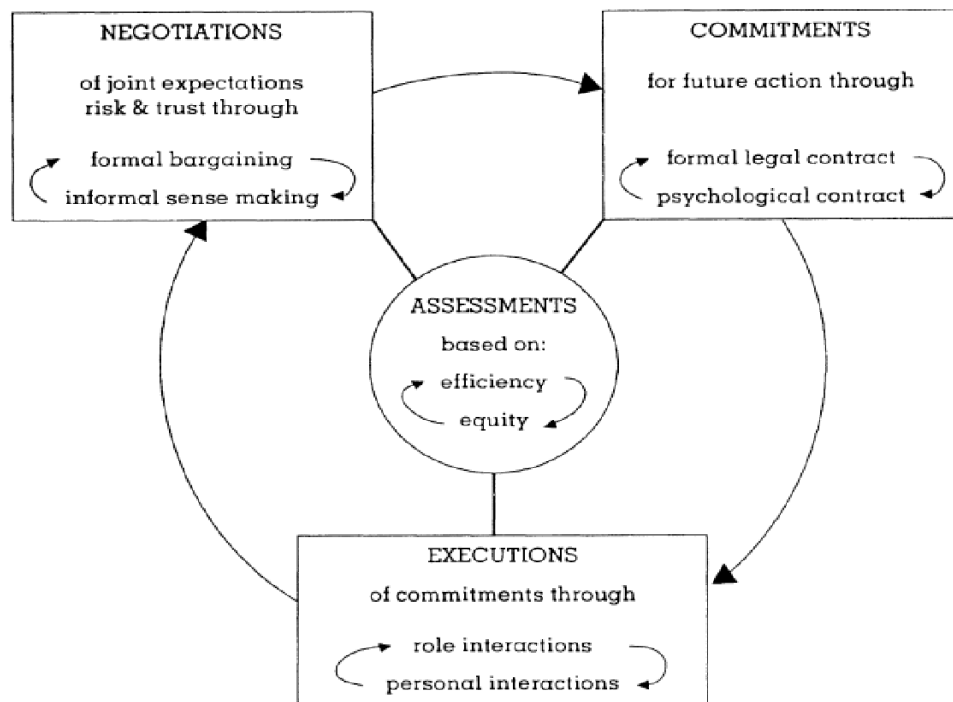 NEGOTIATIONS
of joint expectations
risk & trust through
formal bargaining
informal sense making
COMMITMENTS
for future action through
formal legal contract
psychological contract
ASSESSMENTS
based on:
efficiency
equity
EXECUTIONS
of commitments through
role interactions
personal interactions